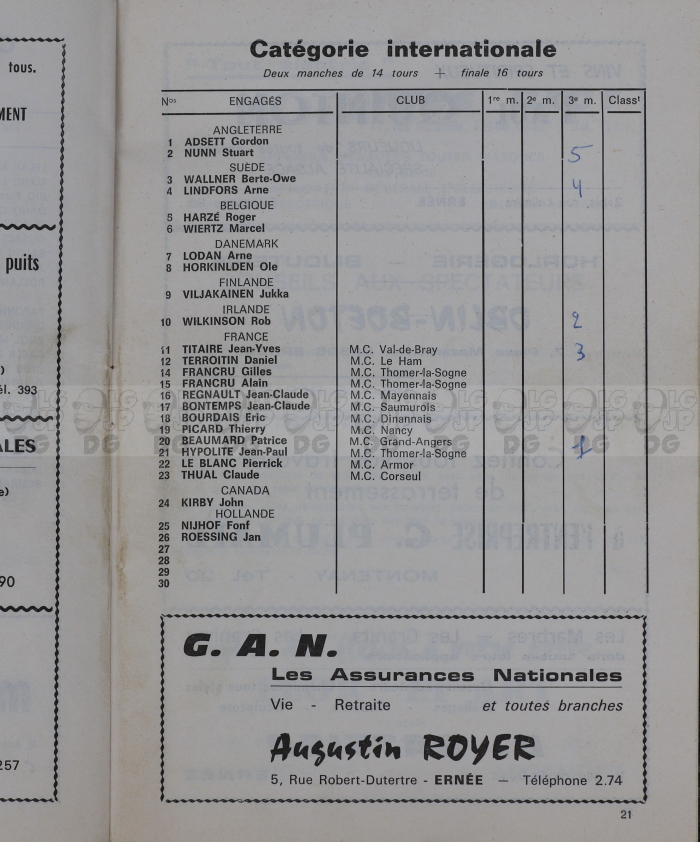 tous.
MENT
puits
)
él. 393
ALES
e)
90
257
Catégorie internationale
Deux manches de 14 tours + finale 16 tours
Nos ENGAGÉS CLUB 1re m. 2e m. 3e m. Classt
ANGLETERRE
1 ADSETT Gordon
2 NUNN Stuart 5
SUÈDE
3 WALLNER Berte-Owe
4 LINDFORS Arne 4
BELGIQUE
5 HARZÉ Roger
6 WIERTZ Marcel
DANEMARK
7 LODAN Arne
8 HORKINLDEN Ole
FINLANDE
9 VILJAKAINEN Jukka
IRLANDE
10 WILKINSON Rob 2
FRANCE
11 TITAIRE Jean-Yves M.C. Val-de-Bray 3
12 TERROITIN Daniel M.C. Le Ham
14 FRANCRU Gilles M.C. Thomer-la-Sogne
15 FRANCRU Alain M.C. Thomer-la-Sogne
16 REGNAULT Jean-Claude M.C. Mayennais
17 BONTEMPS Jean-Claude M.C. Saumurois
18 BOURDAIS Eric M.C. Dinannais
19 PICARD Thierry M.C. Nancy
20 BEAUMARD Patrice M.C. Grand-Angers 1
21 HYPOLITE Jean-Paul M.C. Thomer-la-Sogne
22 LE BLANC Pierrick M.C. Armor
23 THUAL Claude M.C. Corseul
CANADA
24 KIRBY John
HOLLANDE
25 NIJHOF Fonf
26 ROESSING Jan
27
28
29
30
G. A. N.
Les Assurances Nationales
Vie - Retraite et toutes branches
Augustin ROYER
5, Rue Robert-Dutertre - ERNÉE — Téléphone 2.74
21